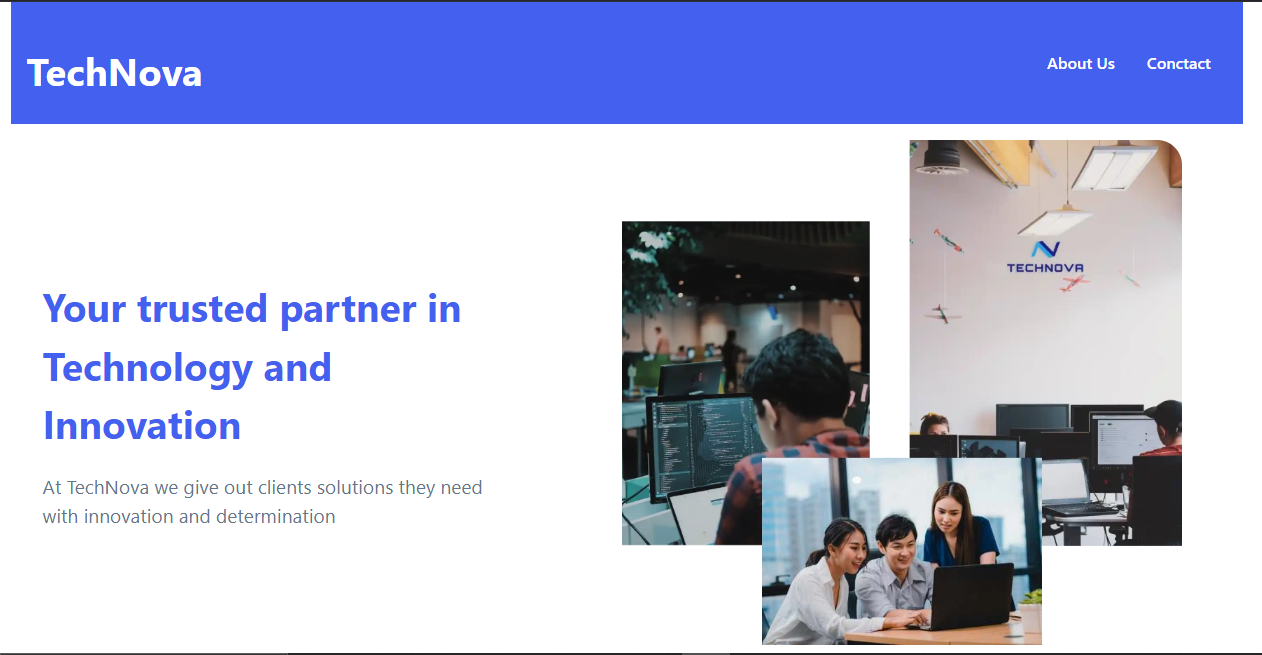 TechNova
About Us
Conctact
TECHNOVA
Your trusted partner in
Technology and
Innovation
At TechNova we give out clients solutions they need
with innovation and determination